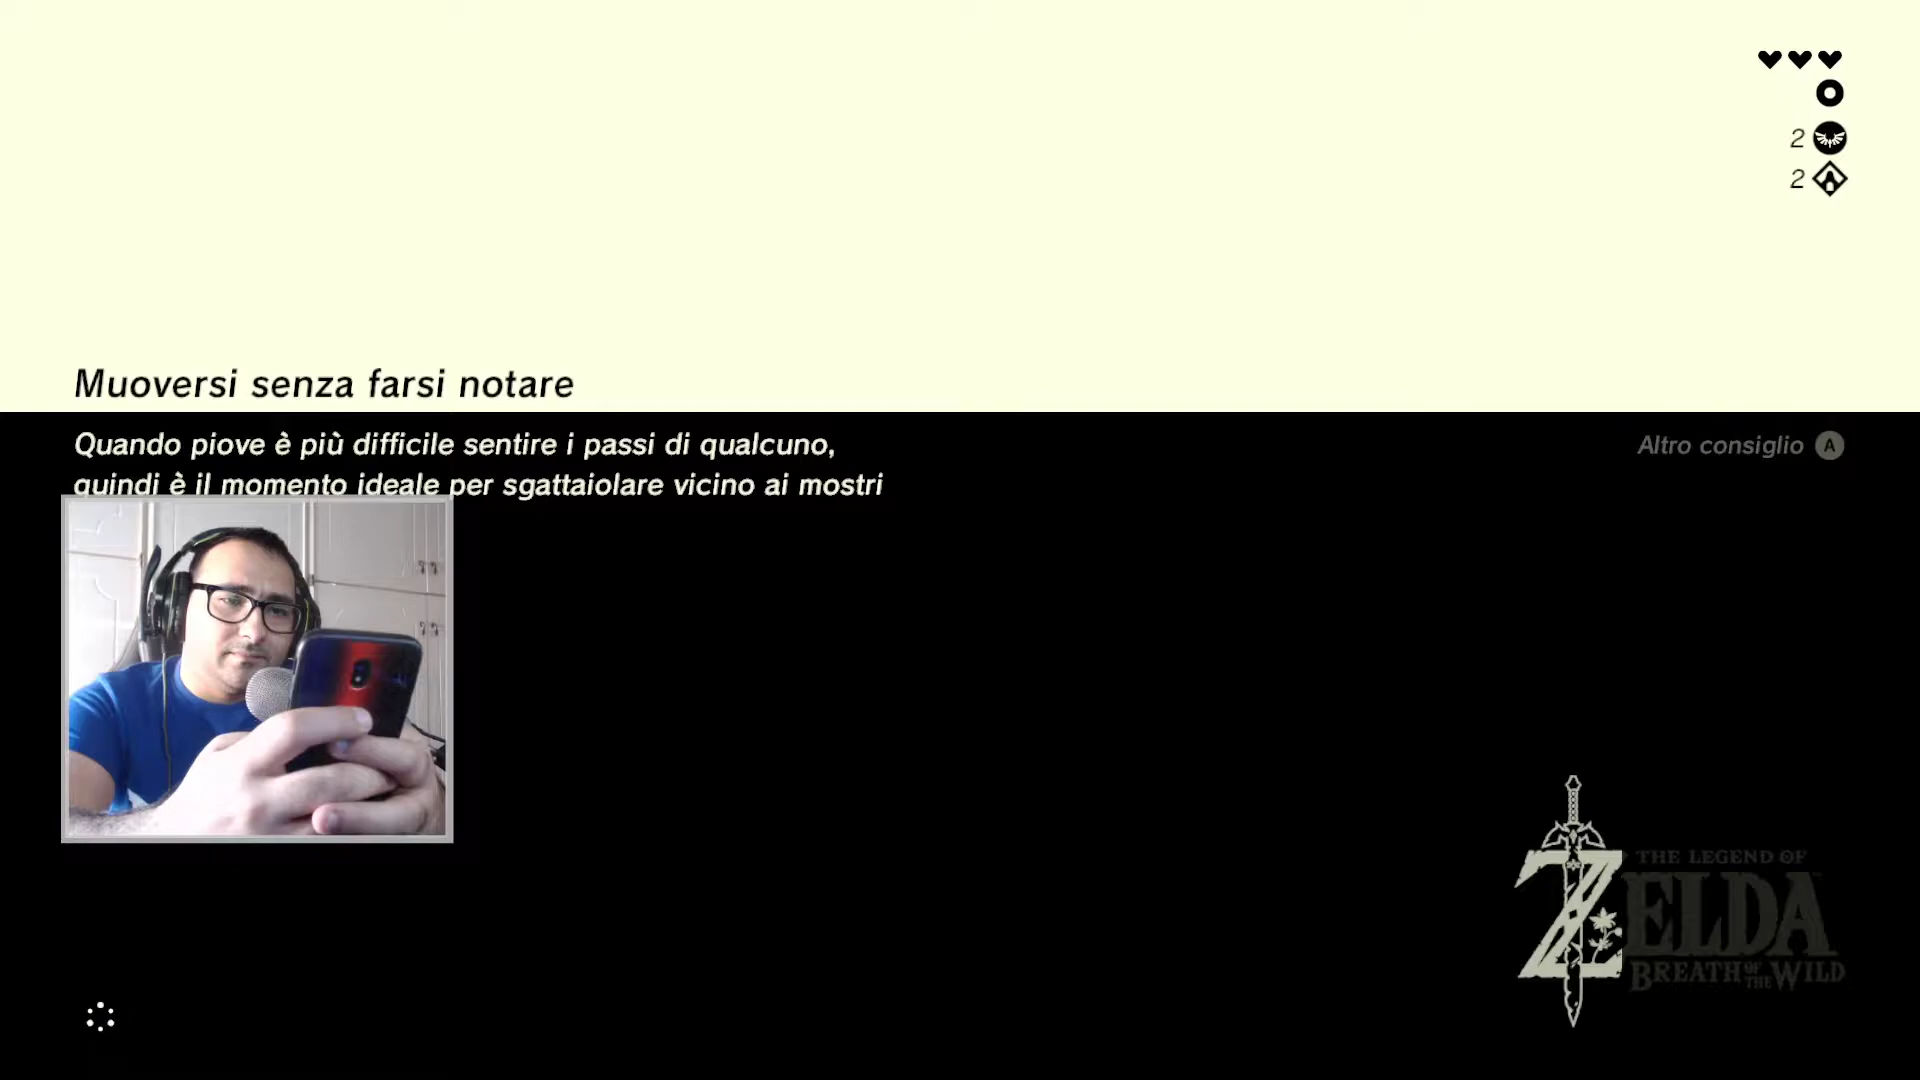 2
2
Muoversi senza farsi notare
Quando piove è più difficile sentire i passi di qualcuno,
quindi è il momento ideale per sgattaiolare vicino ai mostri
Altro consiglio A
THE LEGEND OF
ZELDA
BREATH OF THE WILD